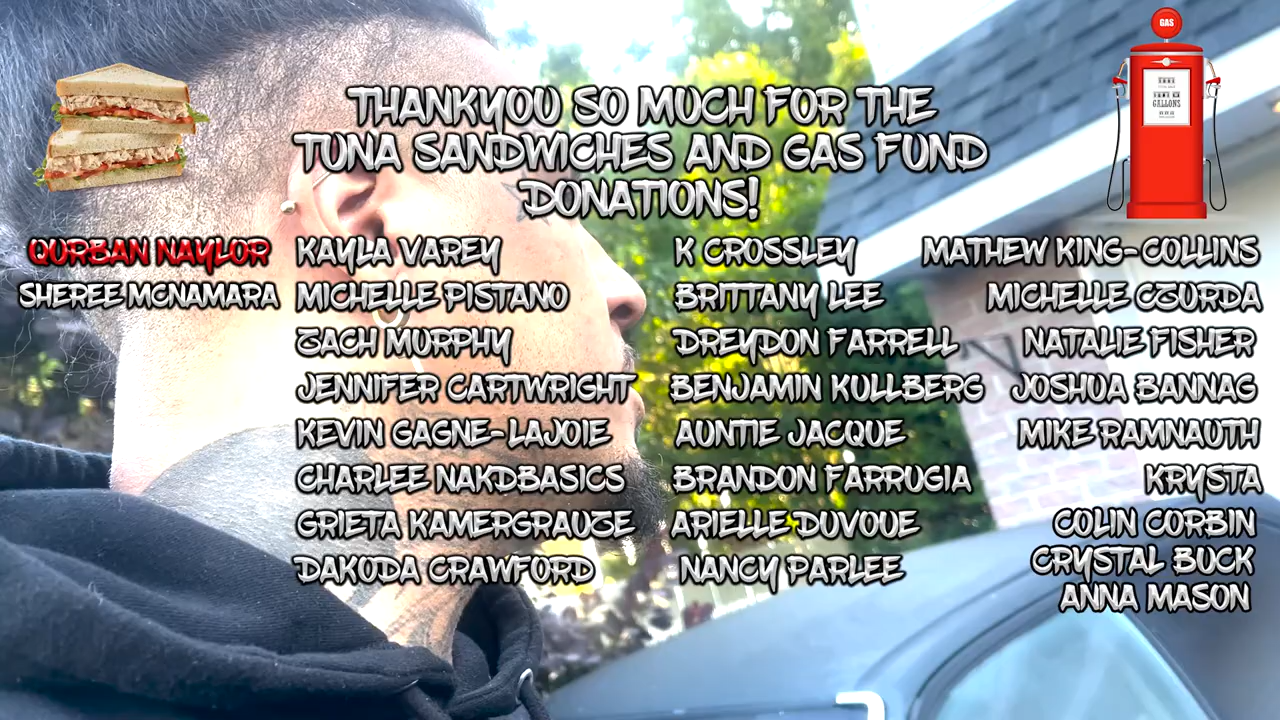 GAS
THANKYOU SO MUCH FOR THE
TUNA SANDWICHES AND GAS FUND
DONATIONS!
GALLONS
QURBAN NAYLOR
SHEREE MCNAMARA
KAYLA VAREY
MICHELLE PISTANO
ZACH MURPHY
JENNIFER CARTWRIGHT
KEVIN GAGNE-LAJOIE
CHARLEE NAKDBASICS
GRIETA KAMERGRAUZE
DAKODA CRAWFORD
K CROSSLEY
BRITTANY LEE
DREYDON FARRELL
BENJAMIN KULLBERG
AUNTIE JACQUE
BRANDON FARRUGIA
ARIELLE DUVOUE
NANCY PARLEE
MATHEW KING-COLLINS
MICHELLE CZURDA
NATALIE FISHER
JOSHUA BANNAG
MIKE RAMNAUTH
KRYSTA
COLIN CORBIN
CRYSTAL BUCK
ANNA MASON